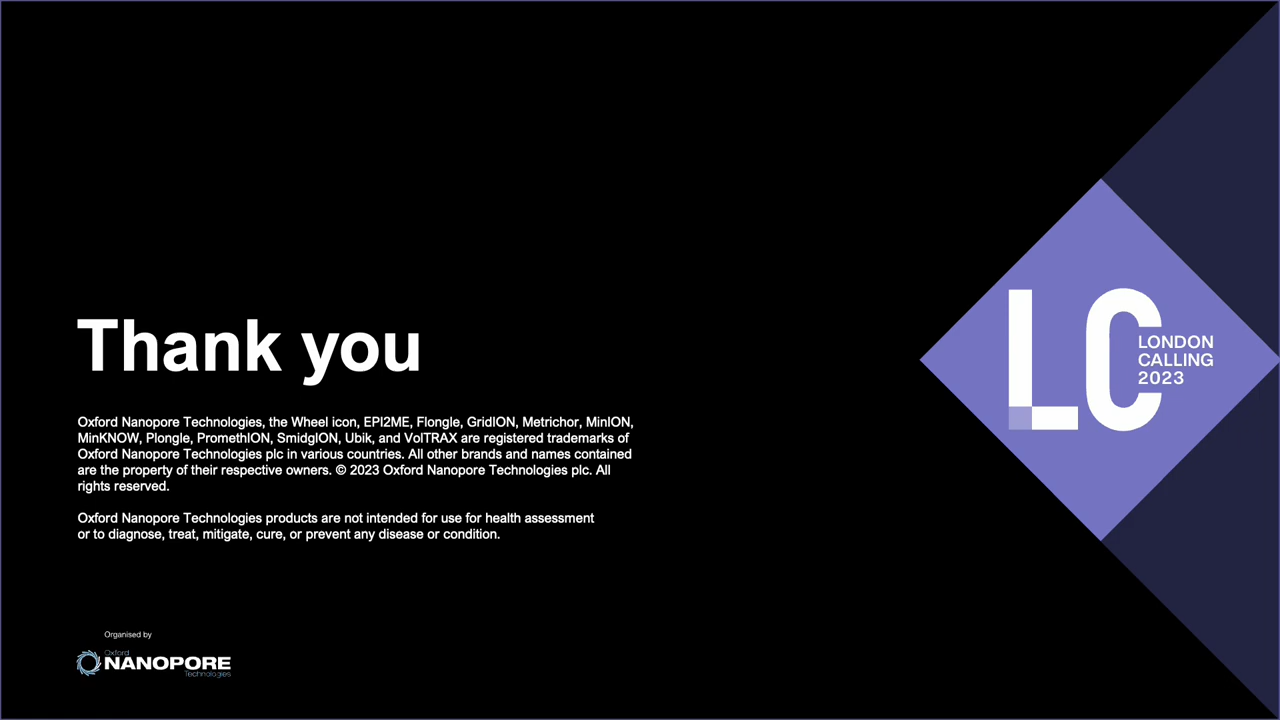 Thank you
Oxford Nanopore Technologies, the Wheel icon, EPI2ME, Flongle, GridION, Metrichor, MinION,
MinKNOW, Plongle, PromethION, SmidgION, Ubik, and VolTRAX are registered trademarks of
Oxford Nanopore Technologies plc in various countries. All other brands and names contained
are the property of their respective owners. © 2023 Oxford Nanopore Technologies plc. All
rights reserved.
Oxford Nanopore Technologies products are not intended for use for health assessment
or to diagnose, treat, mitigate, cure, or prevent any disease or condition.
Organised by
Oxford
NANOPORE
Technologies
LC
LONDON
CALLING
2023